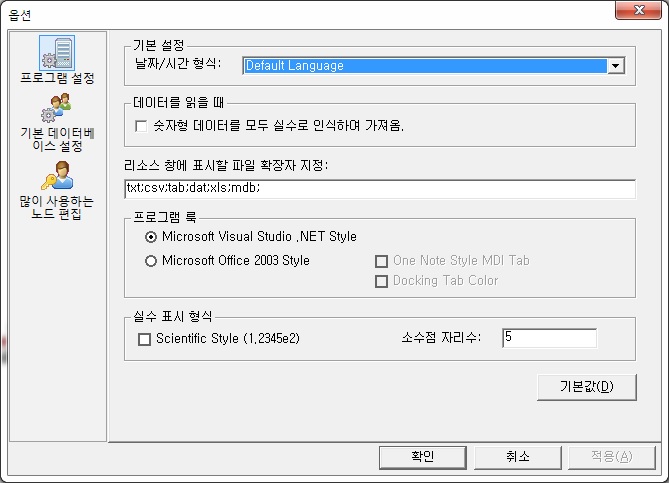 옵션
프로그램 설정
기본 데이터베
이스 설정
많이 사용하는
노드 편집
기본 설정
날짜/시간 형식: Default Language
데이터를 읽을 때
숫자형 데이터를 모두 실수로 인식하여 가져옴.
리소스 창에 표시할 파일 확장자 지정:
txt;csv;tab;dat;xls;mdb;
프로그램 룩
Microsoft Visual Studio .NET Style
Microsoft Office 2003 Style One Note Style MDI Tab
Docking Tab Color
실수 표시 형식
Scientific Style (1.2345e2) 소수점 자리수: 5
기본값(D)
확인 취소 적용(A)